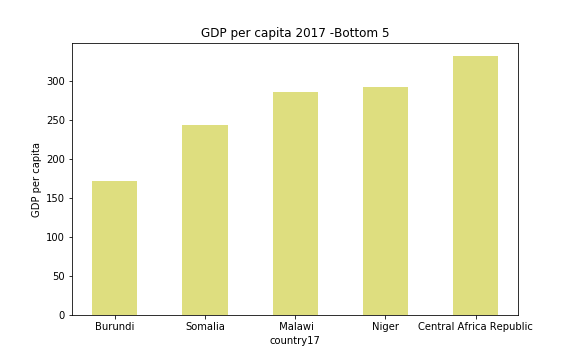 GDP per capita 2017 -Bottom 5
GDP per capita
300
250
200
150
100
50
0
Burundi Somalia Malawi Niger Central Africa Republic
country17